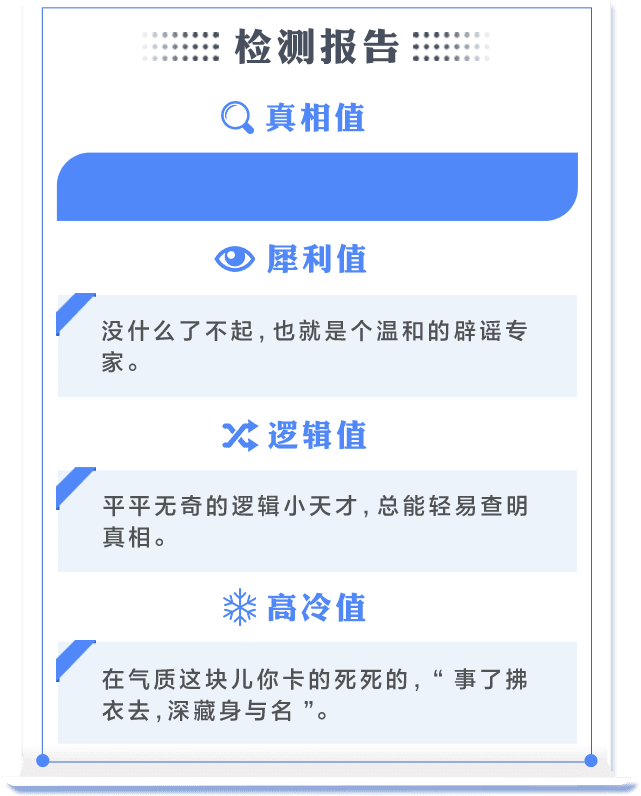 检测报告
真相值
犀利值
没什么了不起,也就是个温和的辟谣专
家。
逻辑值
平平无奇的逻辑小天才,总能轻易查明
真相。
高冷值
在气质这块儿你卡的死死的,“事了拂
衣去,深藏身与名”。